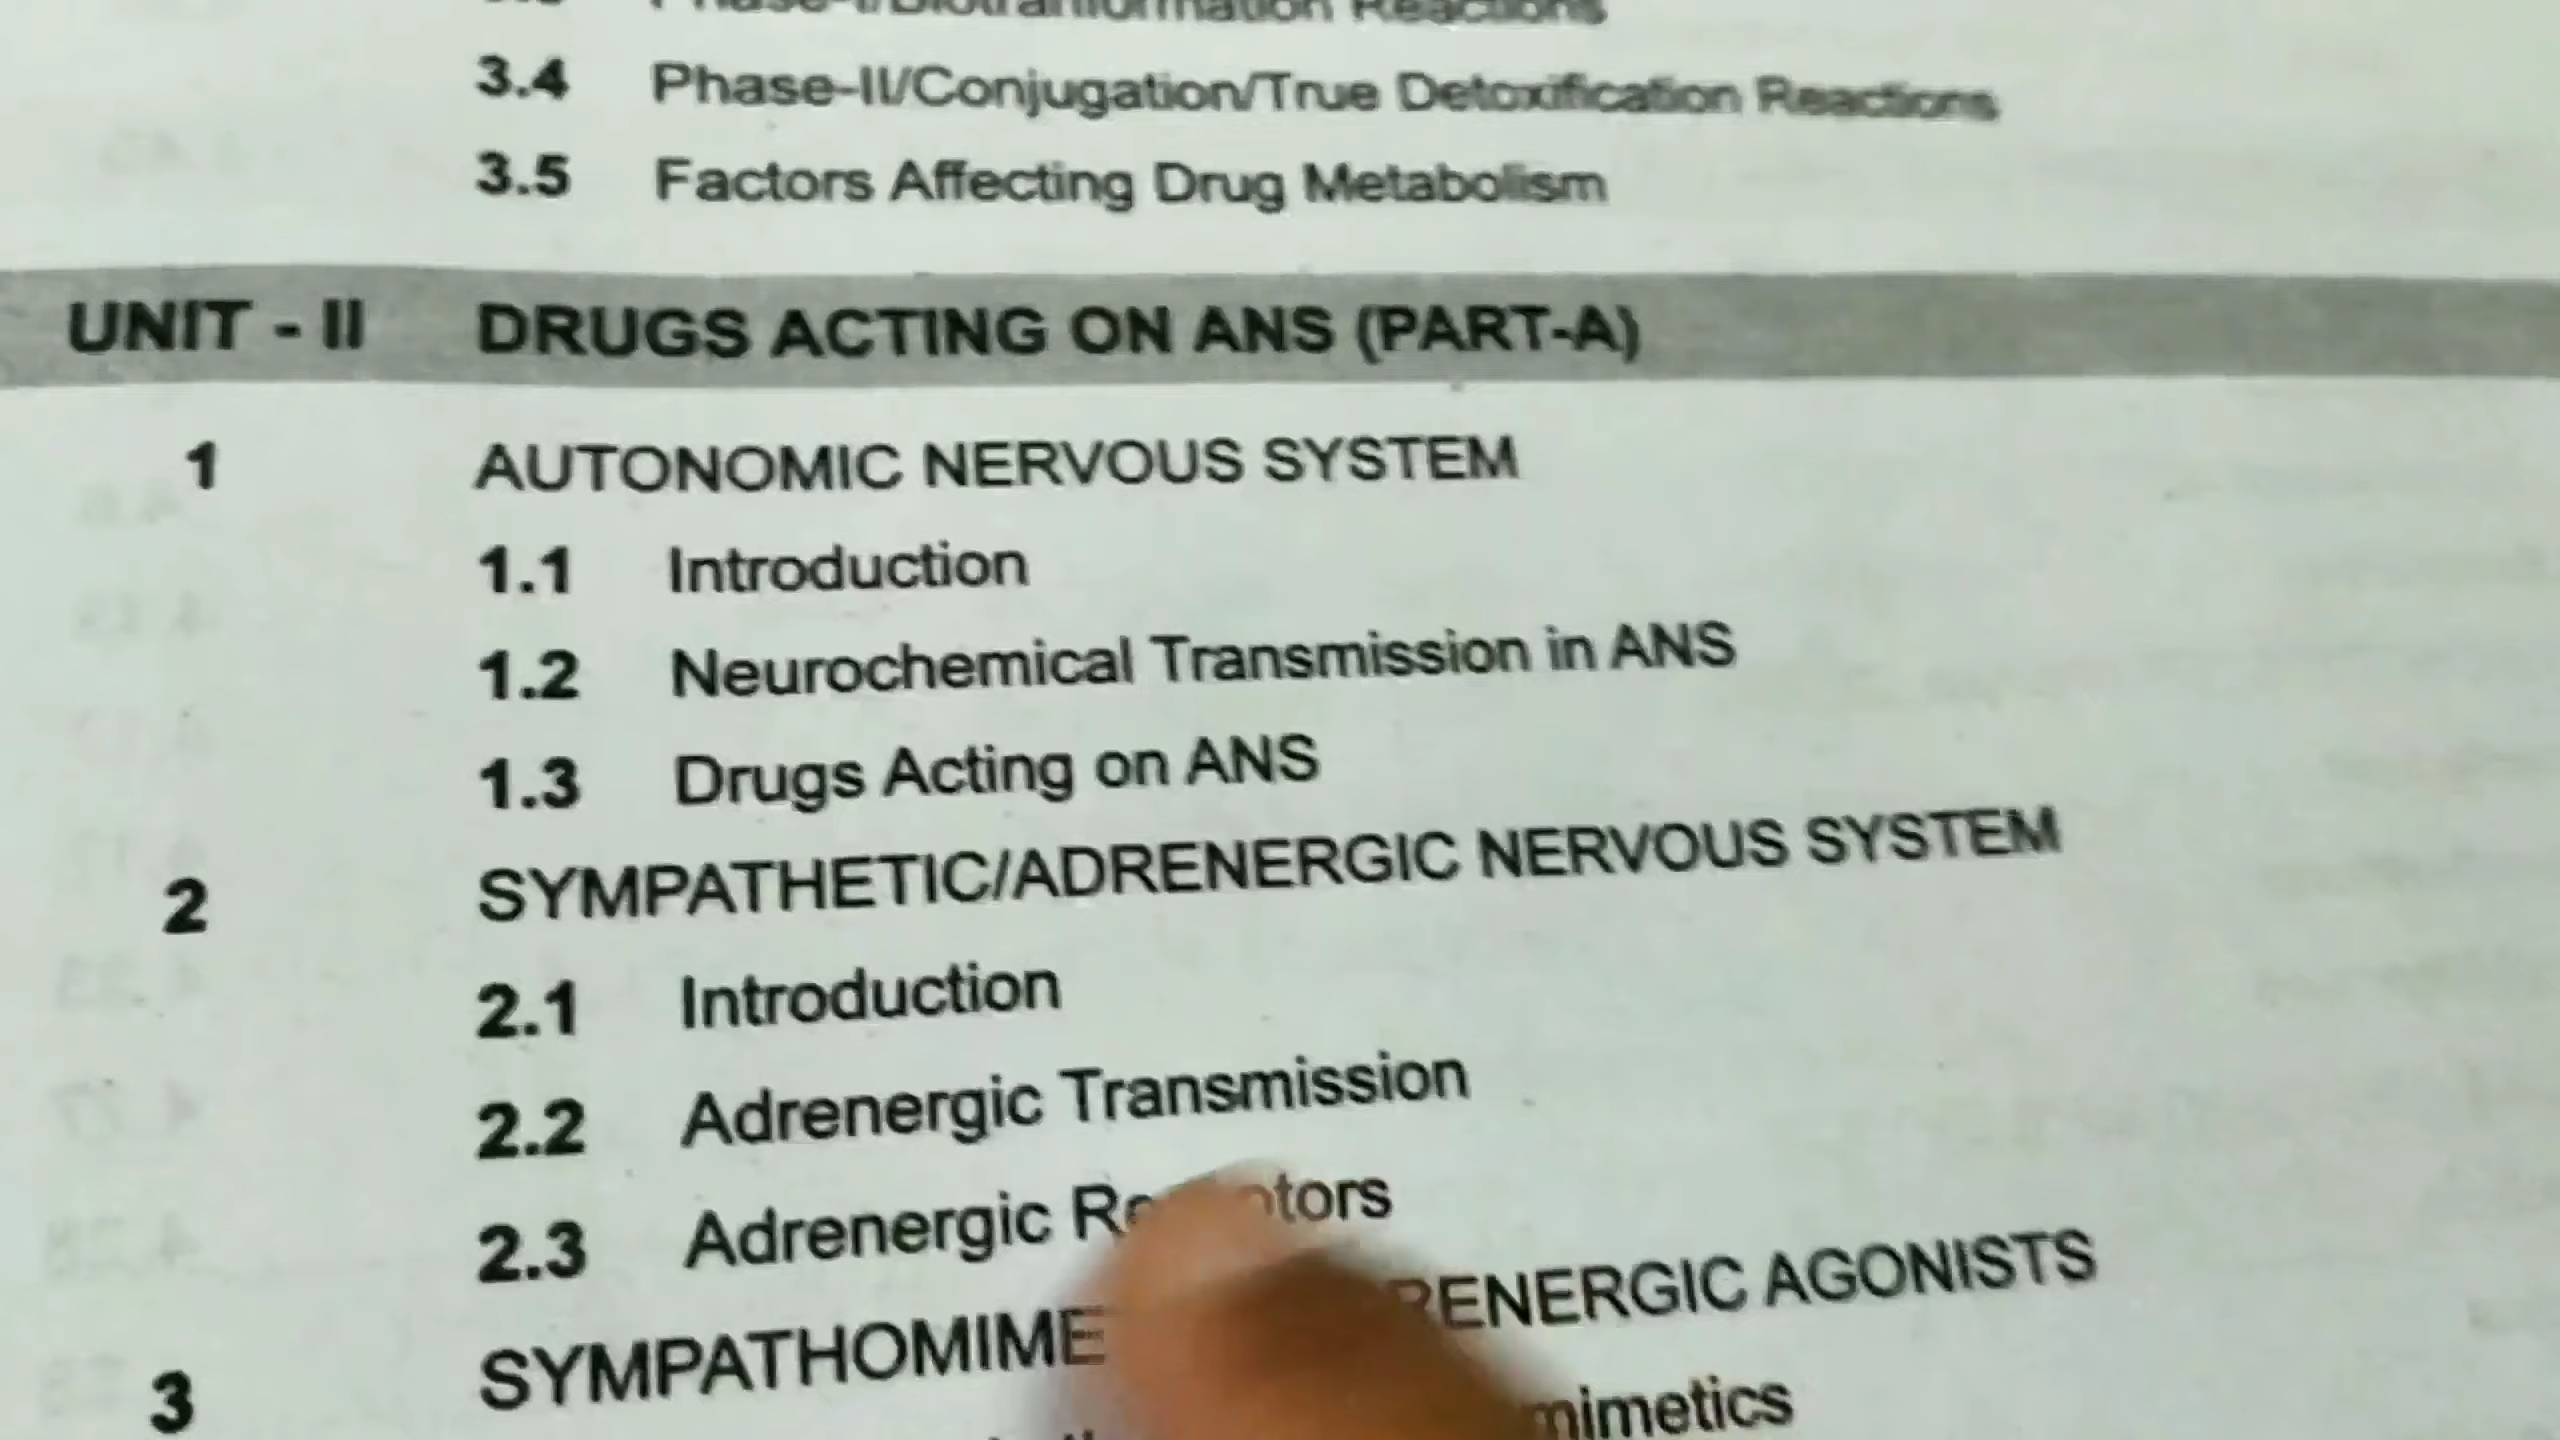 Reactions
3.4 Phase-II/Conjugation/True Detoxification Reactions
3.5 Factors Affecting Drug Metabolism
UNIT - II DRUGS ACTING ON ANS (PART-A)
1 AUTONOMIC NERVOUS SYSTEM
1.1 Introduction
1.2 Neurochemical Transmission in ANS
1.3 Drugs Acting on ANS
2 SYMPATHETIC/ADRENERGIC NERVOUS SYSTEM
2.1 Introduction
2.2 Adrenergic Transmission
2.3 Adrenergic
3 AGONISTS